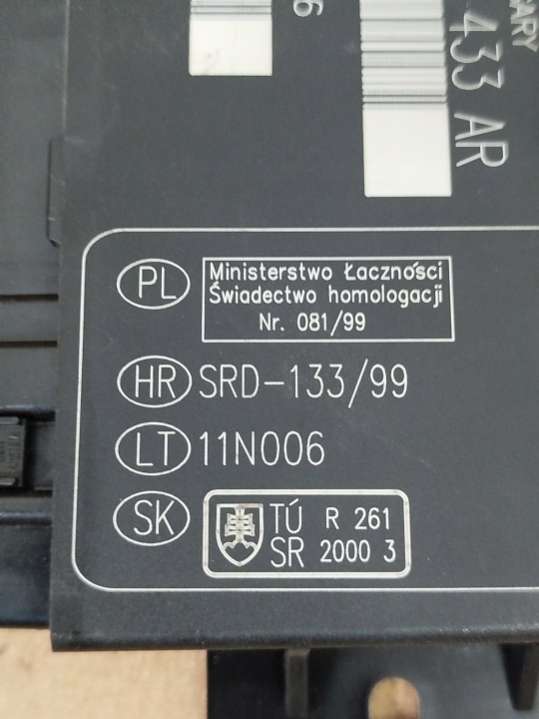 6
433 AR
PL
Ministerstwo Łączności
Świadectwo homologacji
Nr. 081/99
HR SRD-133/99
LT 11N006
SK
TÚ R 261
SR 2000 3